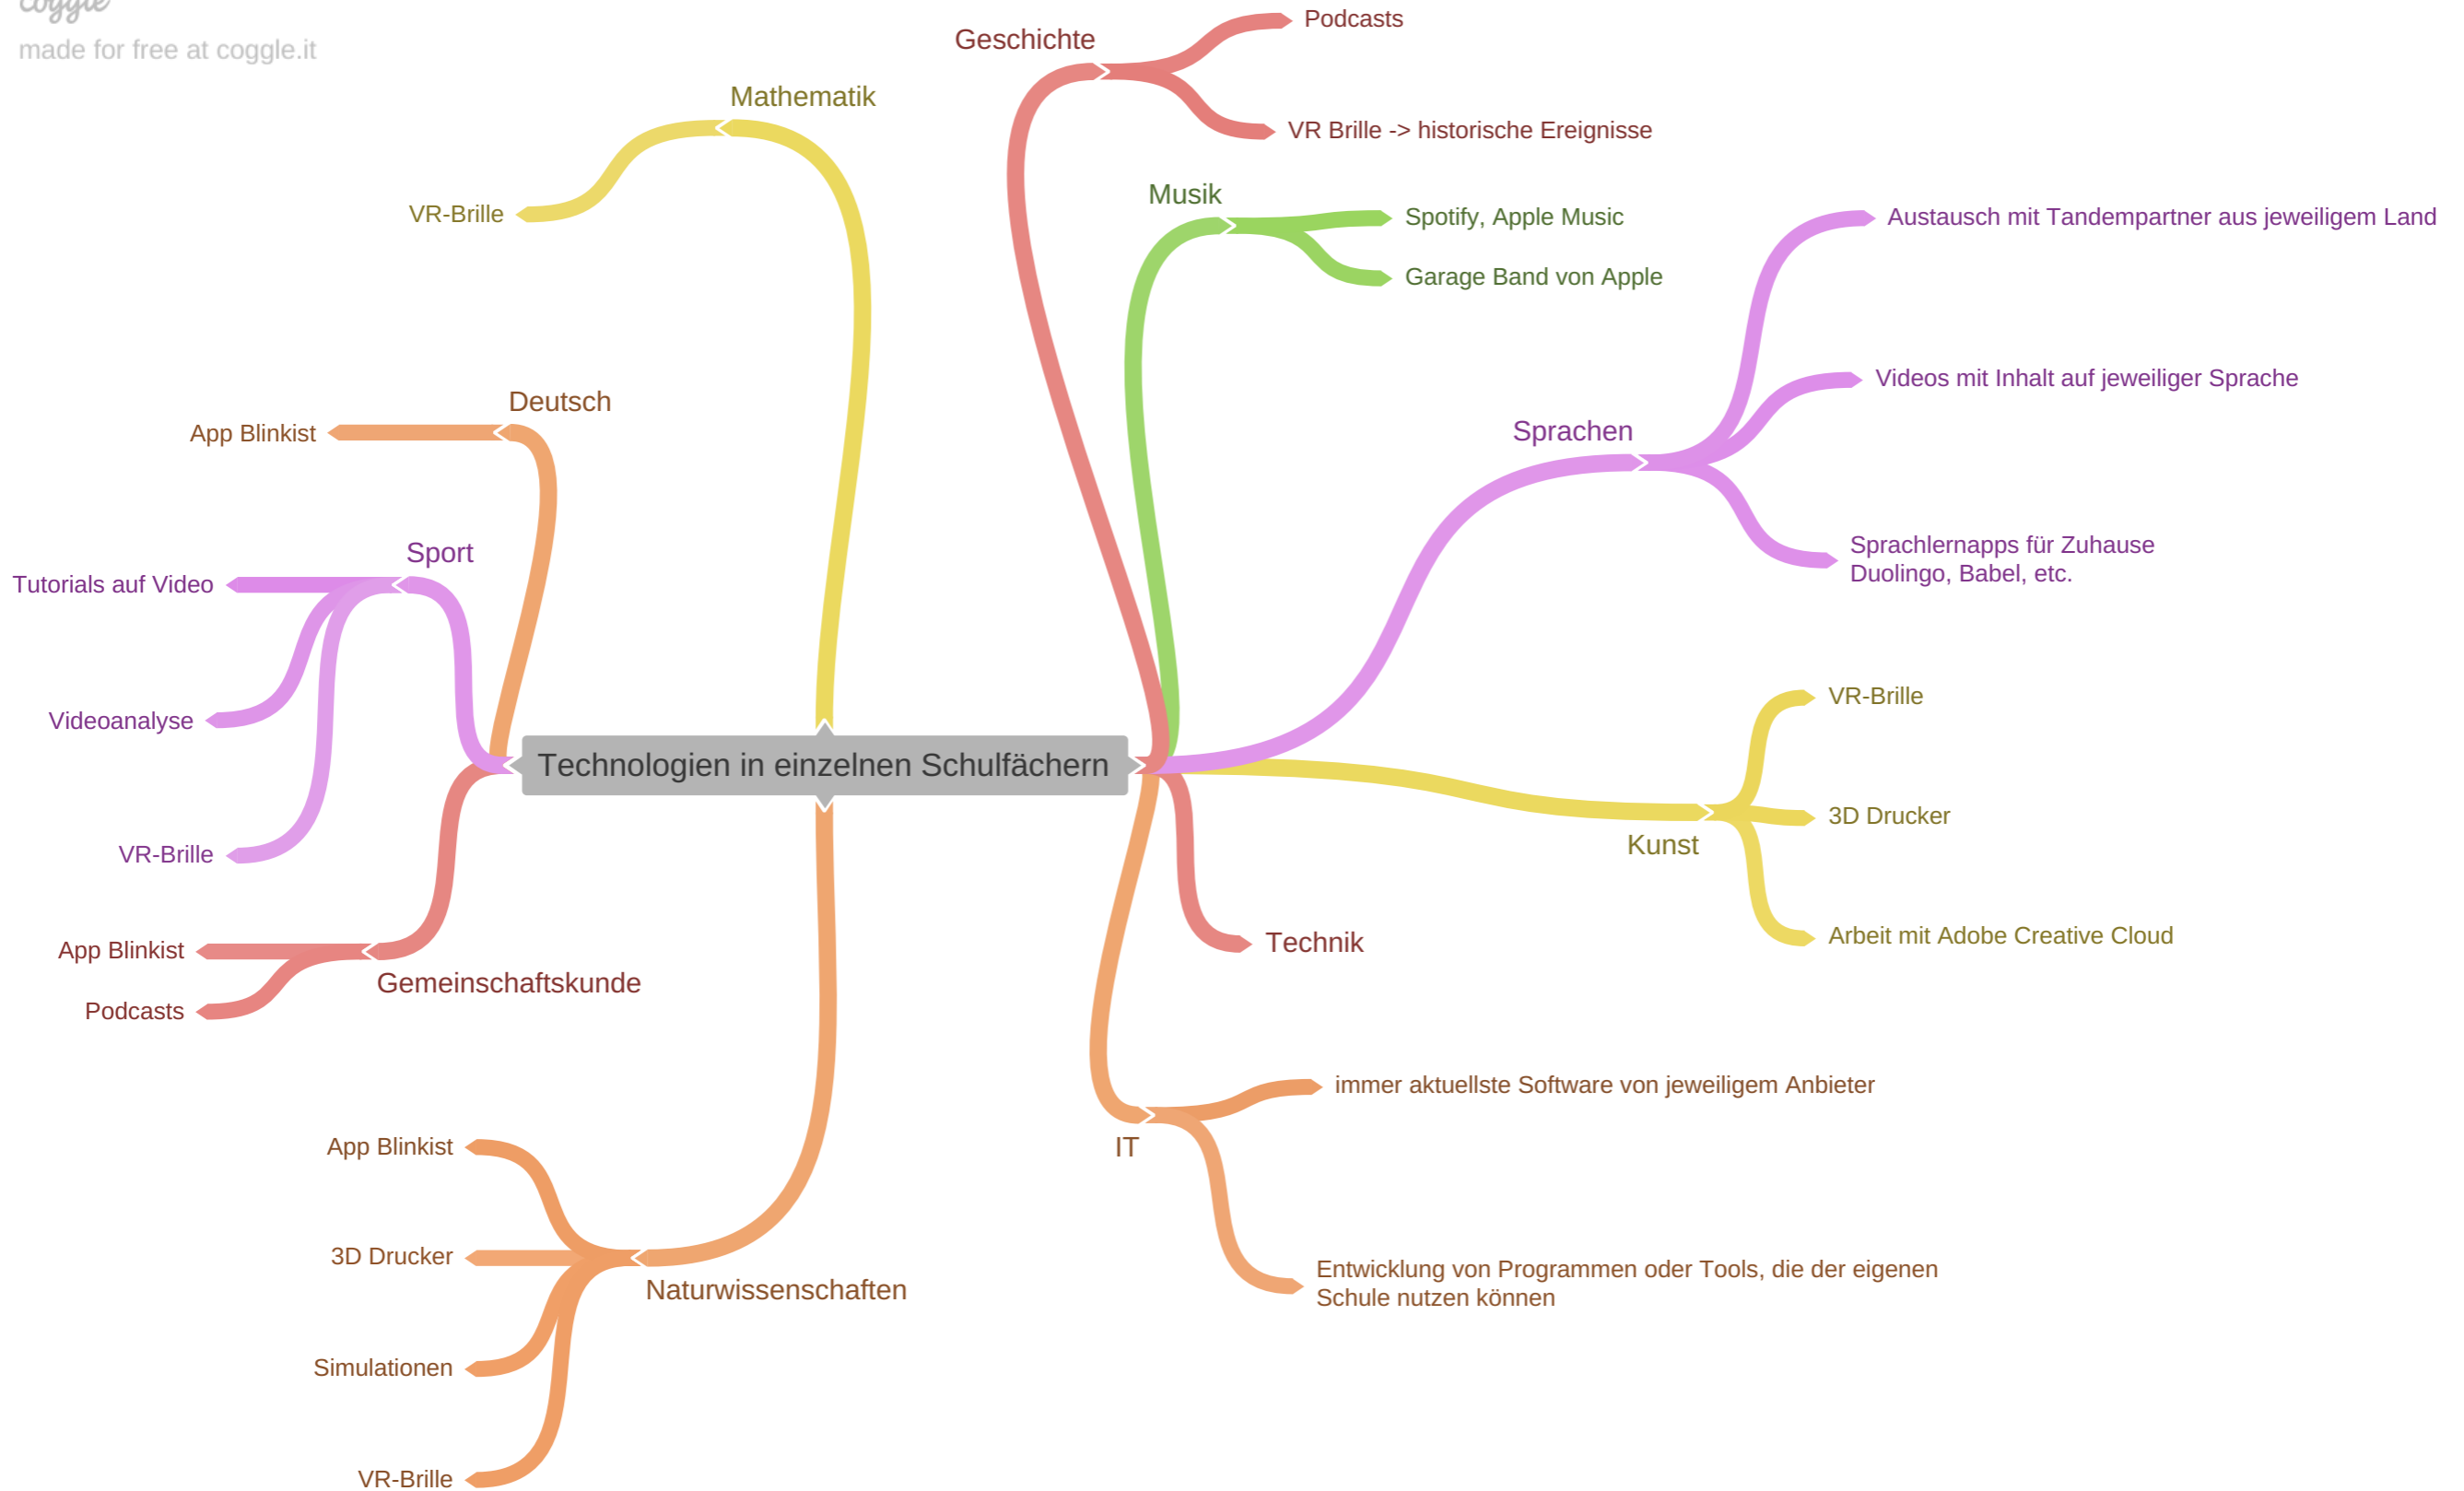 coggle
made for free at coggle.it
Technologien in einzelnen Schulfächern
Geschichte
Podcasts
VR Brille -> historische Ereignisse
Musik
Spotify, Apple Music
Garage Band von Apple
Sprachen
Austausch mit Tandempartner aus jeweiligem Land
Videos mit Inhalt auf jeweiliger Sprache
Sprachlernapps für Zuhause
Duolingo, Babel, etc.
Kunst
VR-Brille
3D Drucker
Arbeit mit Adobe Creative Cloud
Technik
IT
immer aktuellste Software von jeweiligem Anbieter
Entwicklung von Programmen oder Tools, die der eigenen
Schule nutzen können
Mathematik
VR-Brille
Deutsch
App Blinkist
Sport
Tutorials auf Video
Videoanalyse
VR-Brille
Gemeinschaftskunde
App Blinkist
Podcasts
Naturwissenschaften
App Blinkist
3D Drucker
Simulationen
VR-Brille